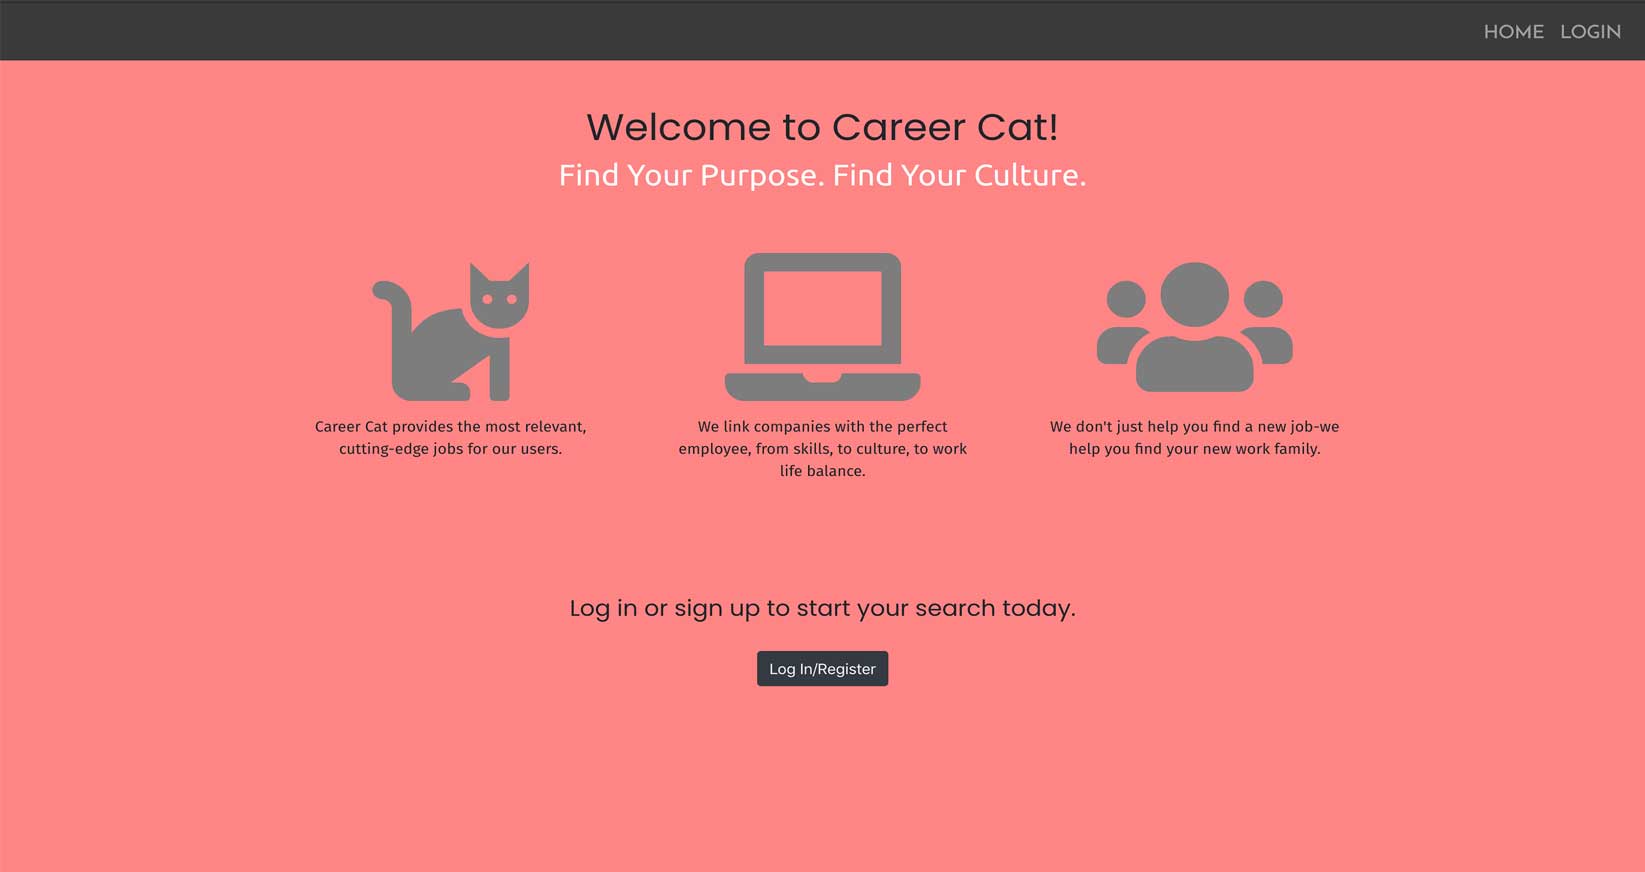 HOME LOGIN
Welcome to Career Cat!
Find Your Purpose. Find Your Culture.
Career Cat provides the most relevant,
cutting-edge jobs for our users.
We link companies with the perfect
employee, from skills, to culture, to work
life balance.
We don't just help you find a new job-we
help you find your new work family.
Log in or sign up to start your search today.
Log In/Register